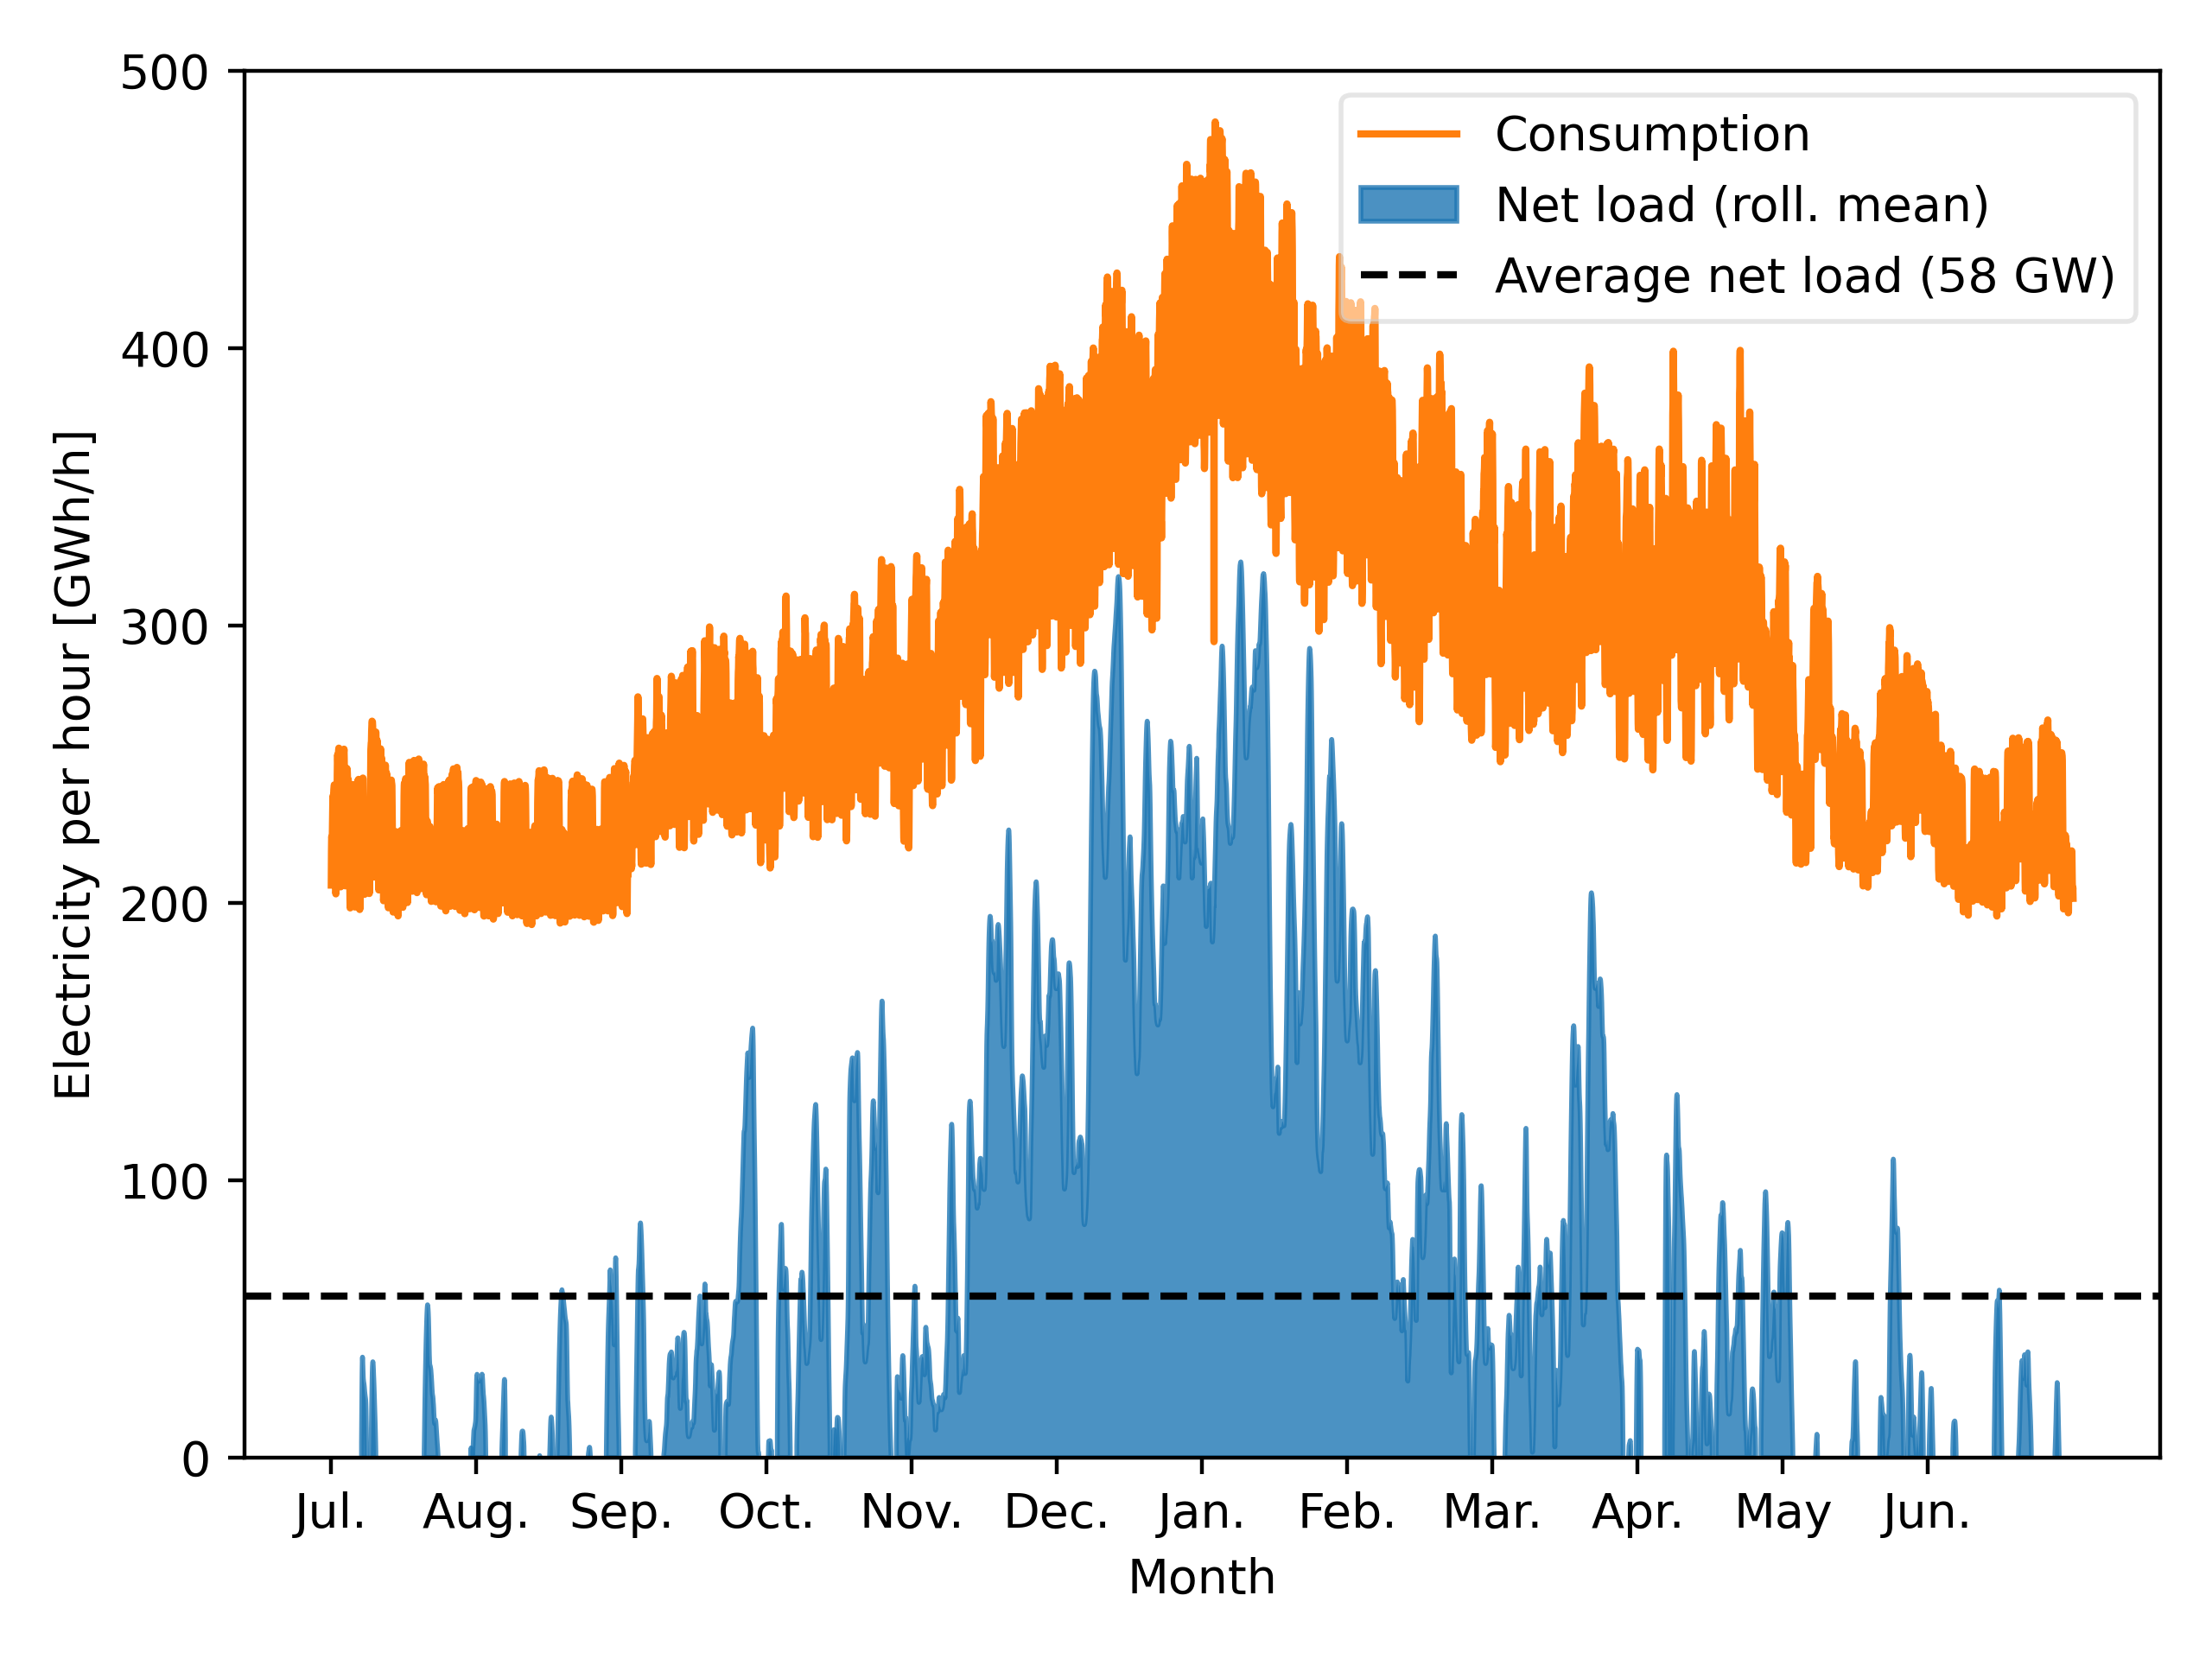 500
400
300
200
100
0
Electricity per hour [GWh/h]
Consumption
Net load (roll. mean)
Average net load (58 GW)
Jul. Aug. Sep. Oct. Nov. Dec. Jan. Feb. Mar. Apr. May Jun.
Month